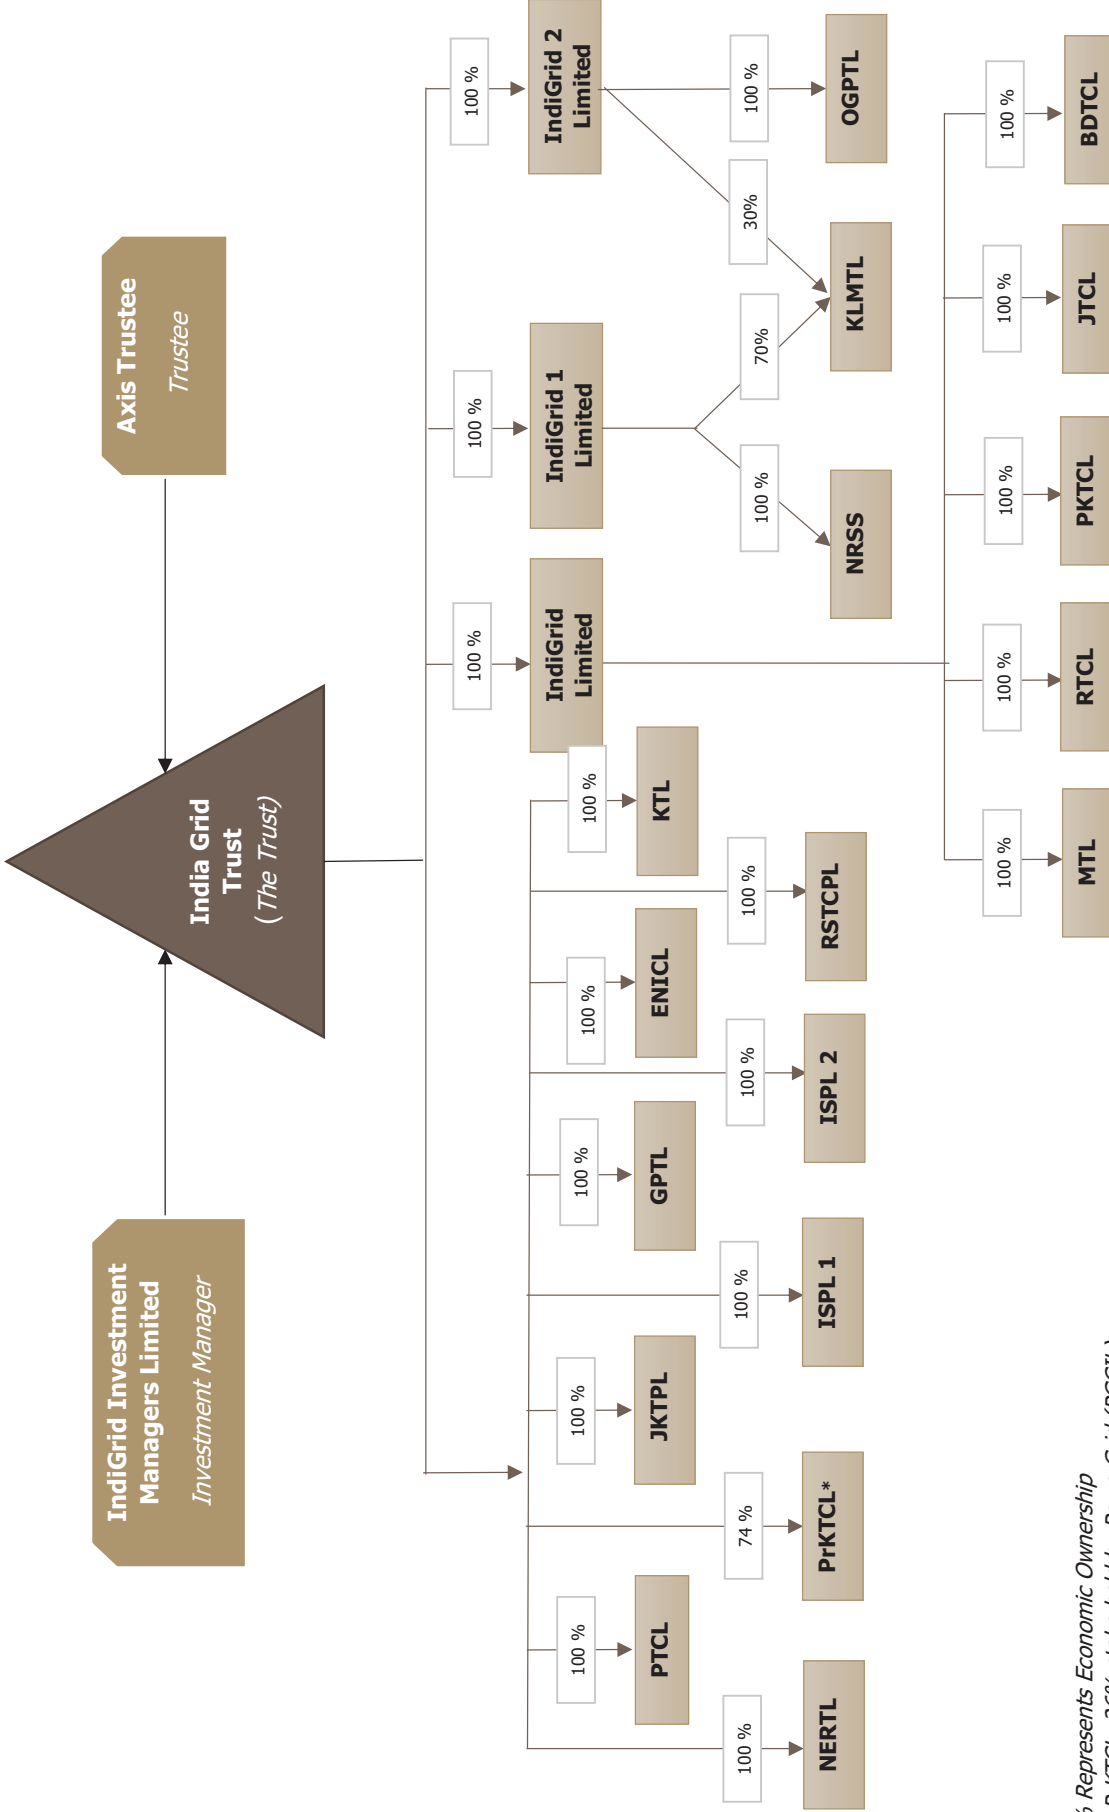 IndiGrid Investment
Managers Limited
Investment Manager
India Grid
Trust
(The Trust)
Axis Trustee
Trustee
100 %
100 %
100 %
IndiGrid
Limited
IndiGrid 1
Limited
IndiGrid 2
Limited
100 %
100 %
100 %
100 %
100 %
PTCL
JKTPL
GPTL
ENICL
KTL
100 %
74 %
100 %
100 %
100 %
NERTL
PrKTCL*
ISPL 1
ISPL 2
RSTCPL
100 %
70%
30%
100 %
NRSS
KLMTL
OGPTL
100 %
100 %
100 %
100 %
100 %
MTL
RTCL
PKTCL
JTCL
BDTCL
Represents Economic Ownership